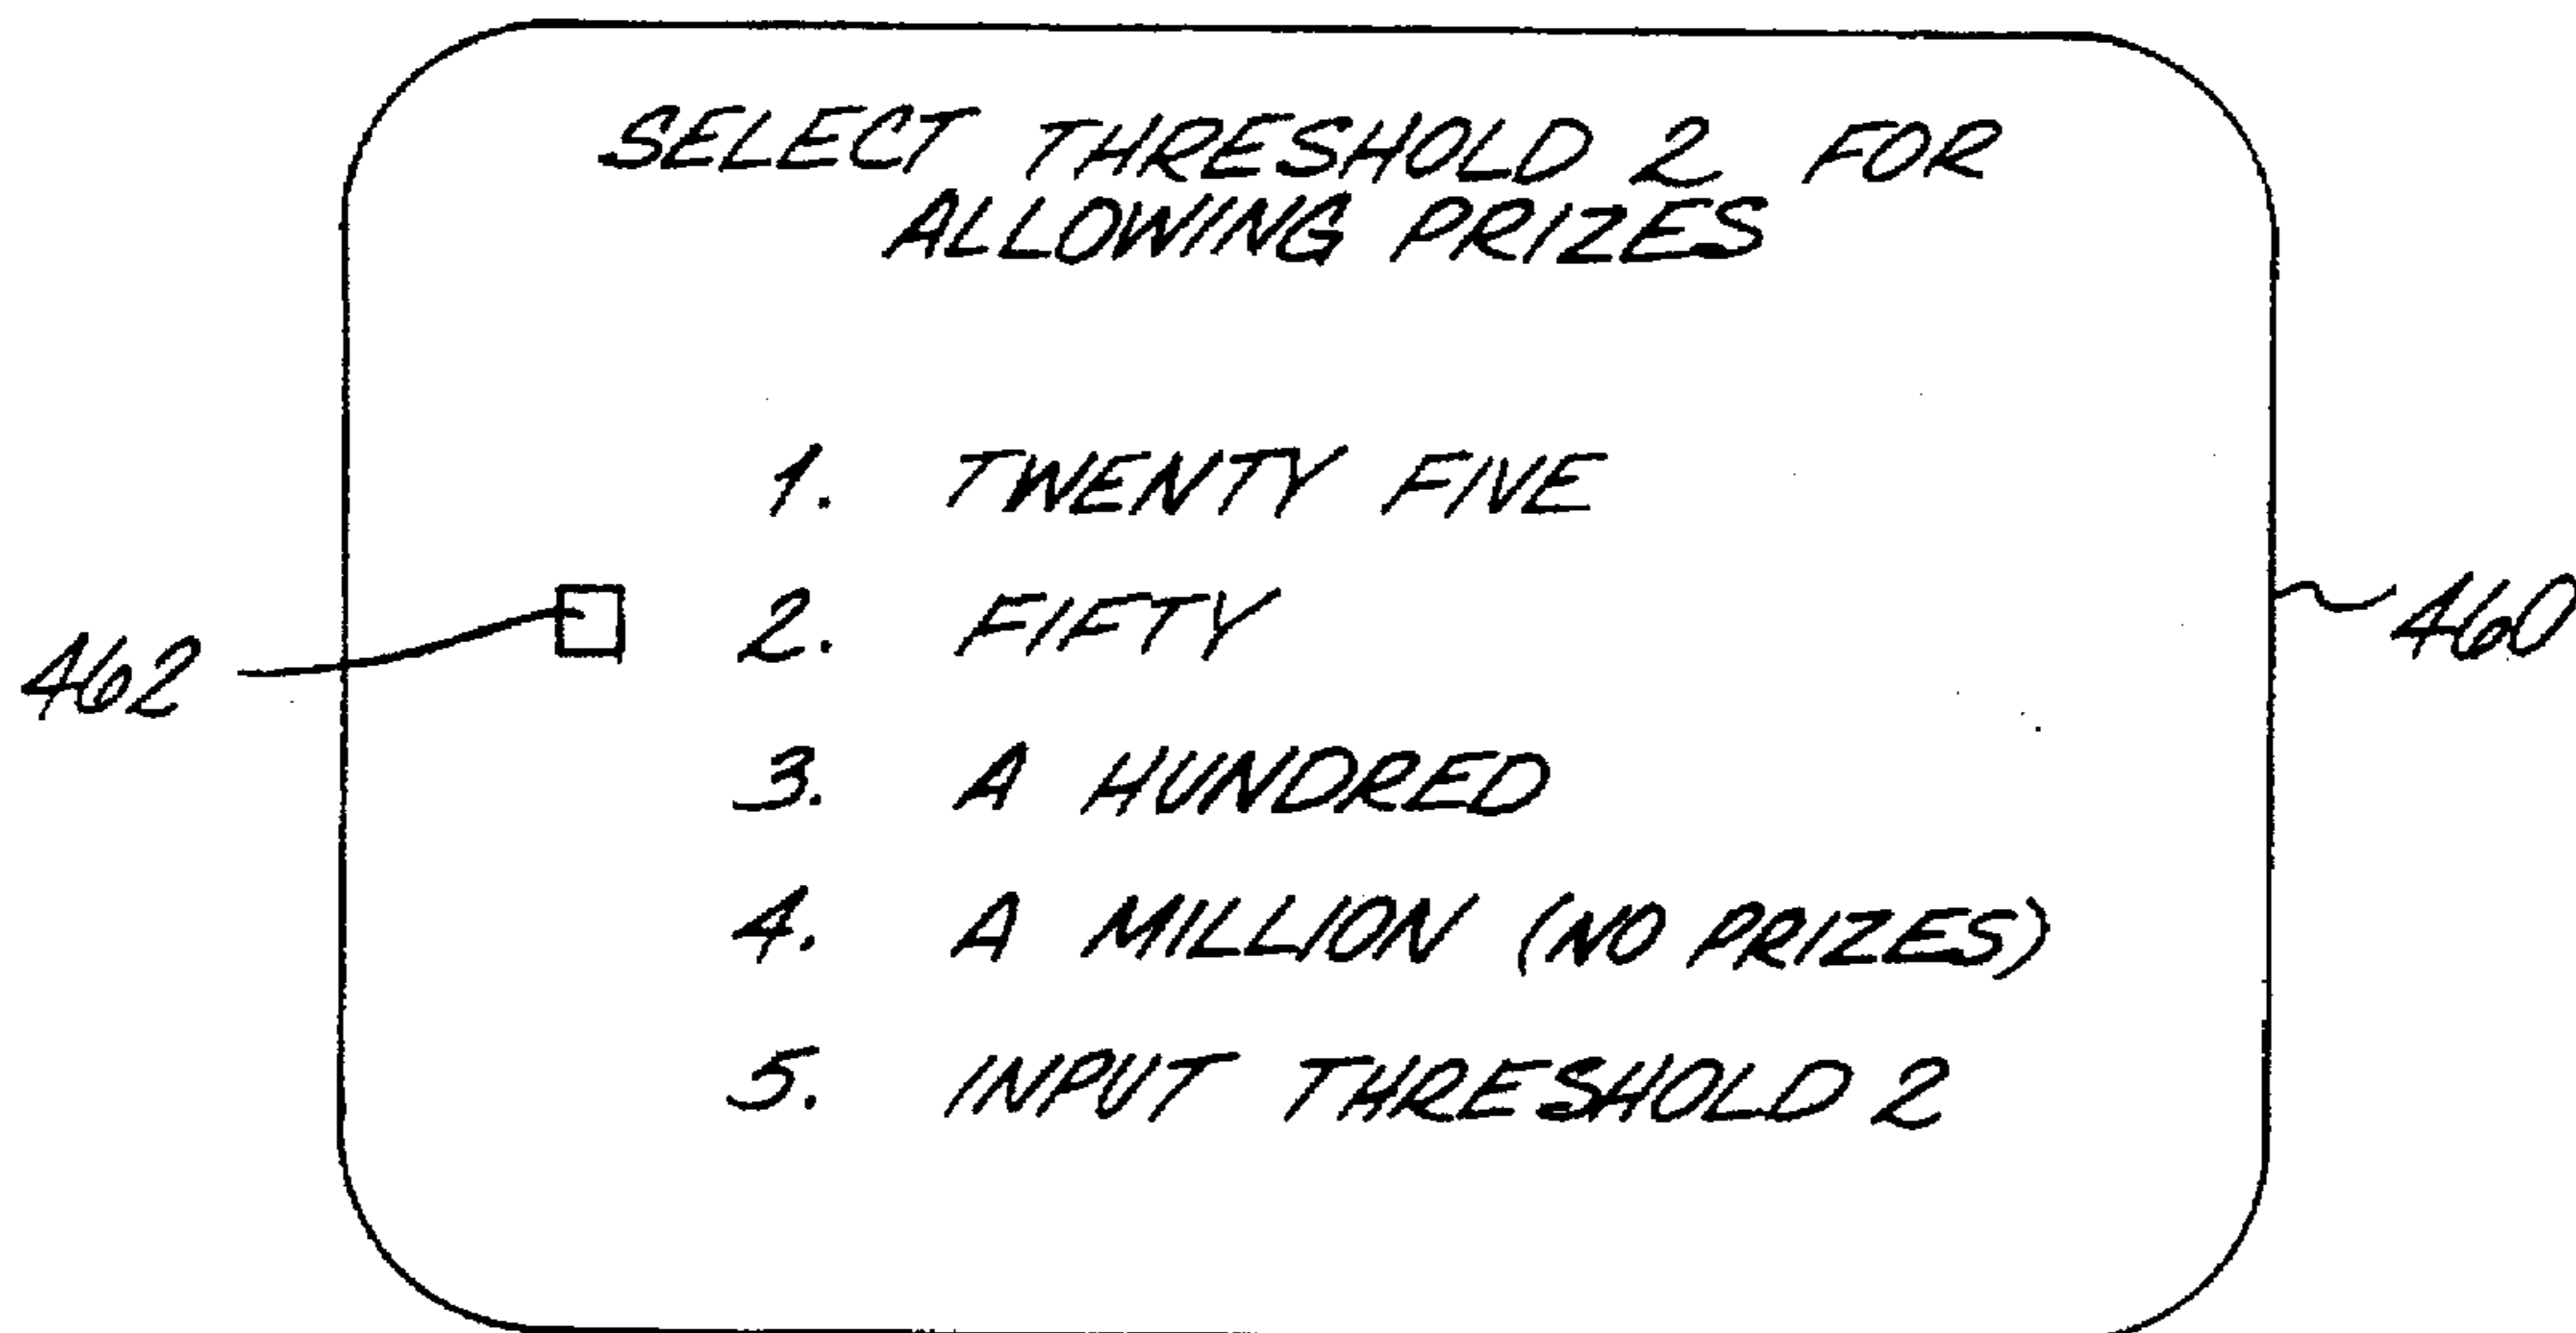 SELECT THRESHOLD 2 FOR
ALLOWING PRIZES
1. TWENTY FIVE
2. FIFTY
462
460
3. A HUNDRED
4. A MILLION (NO PRIZES)
5. INPUT THRESHOLD 2